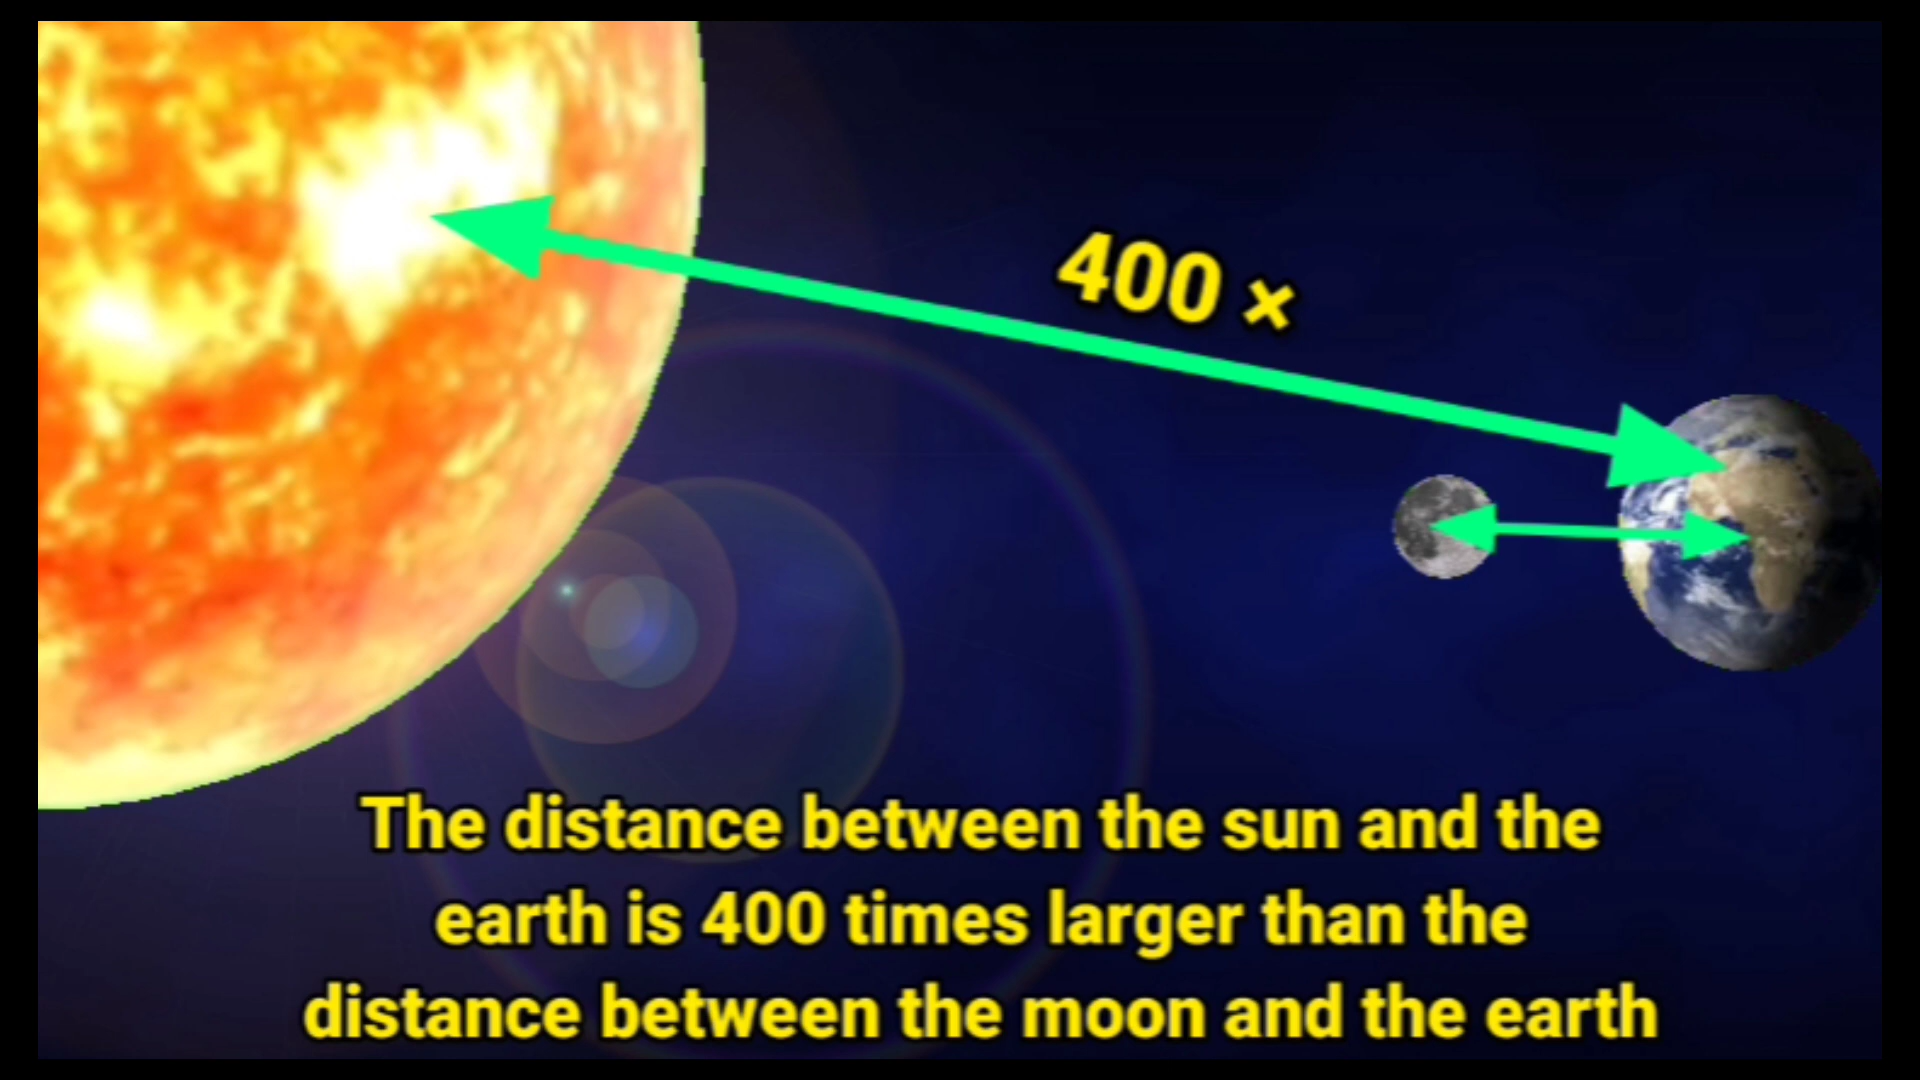 400 ×
The distance between the sun and the
earth is 400 times larger than the
distance between the moon and the earth